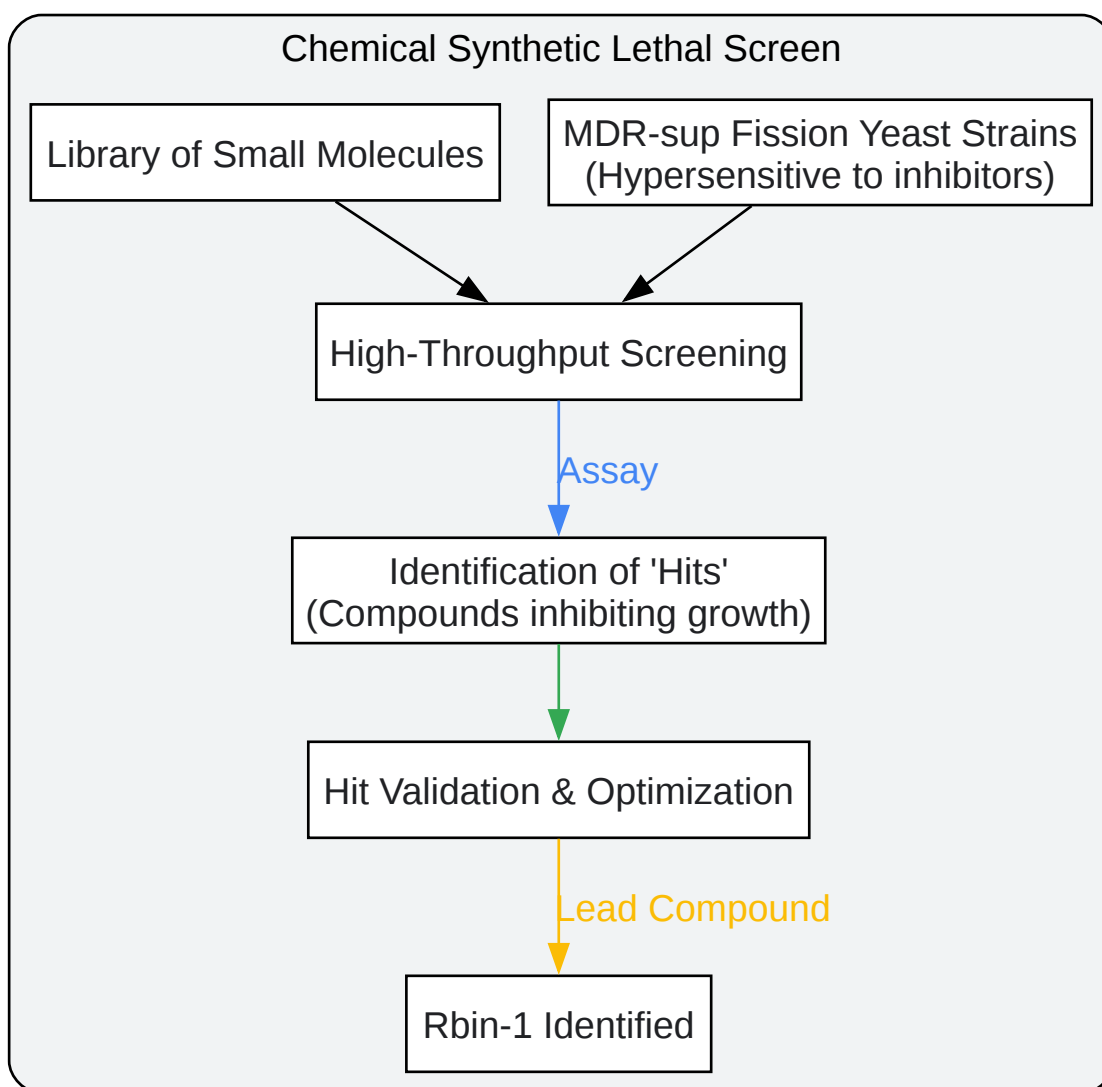 Chemical Synthetic Lethal Screen
Library of Small Molecules
MDR-sup Fission Yeast Strains
(Hypersensitive to inhibitors)
High-Throughput Screening
Assay
Identification of 'Hits'
(Compounds inhibiting growth)
Hit Validation & Optimization
Lead Compound
Rbin-1 Identified